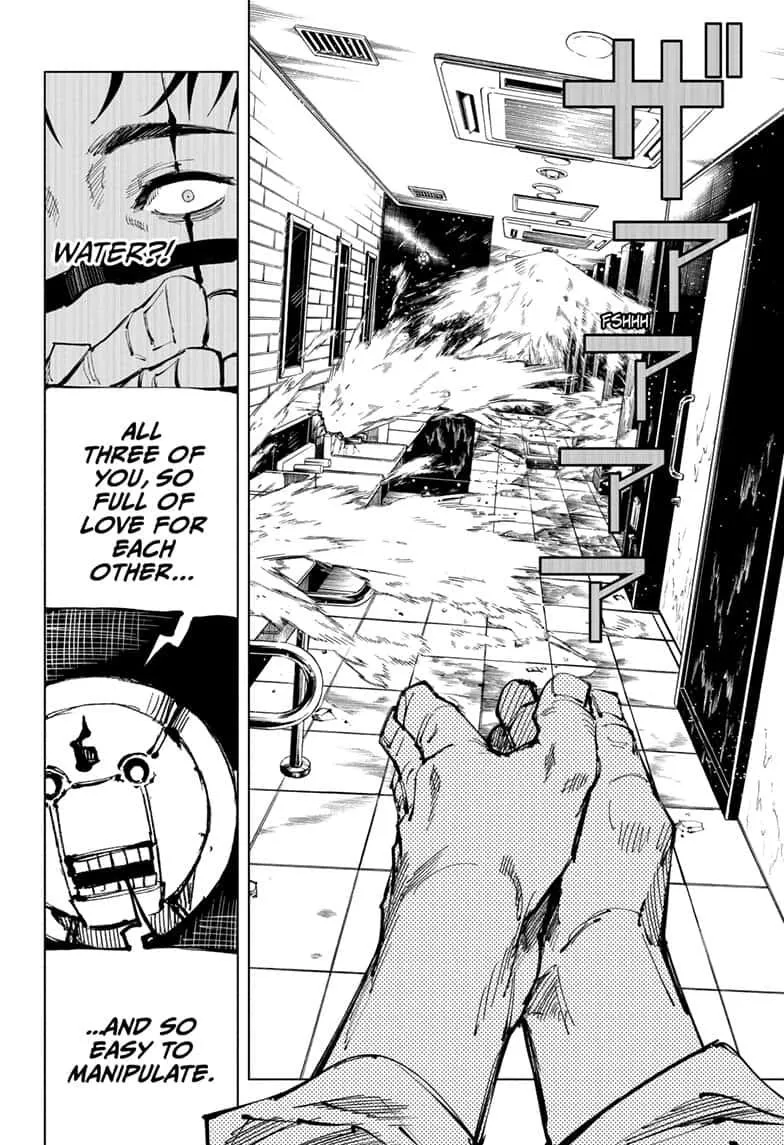 ザアアアア
FSHHH
WATER?!
ALL
THREE OF
YOU, SO
FULL OF
LOVE FOR
EACH
OTHER...
...AND SO
EASY TO
MANIPULATE.